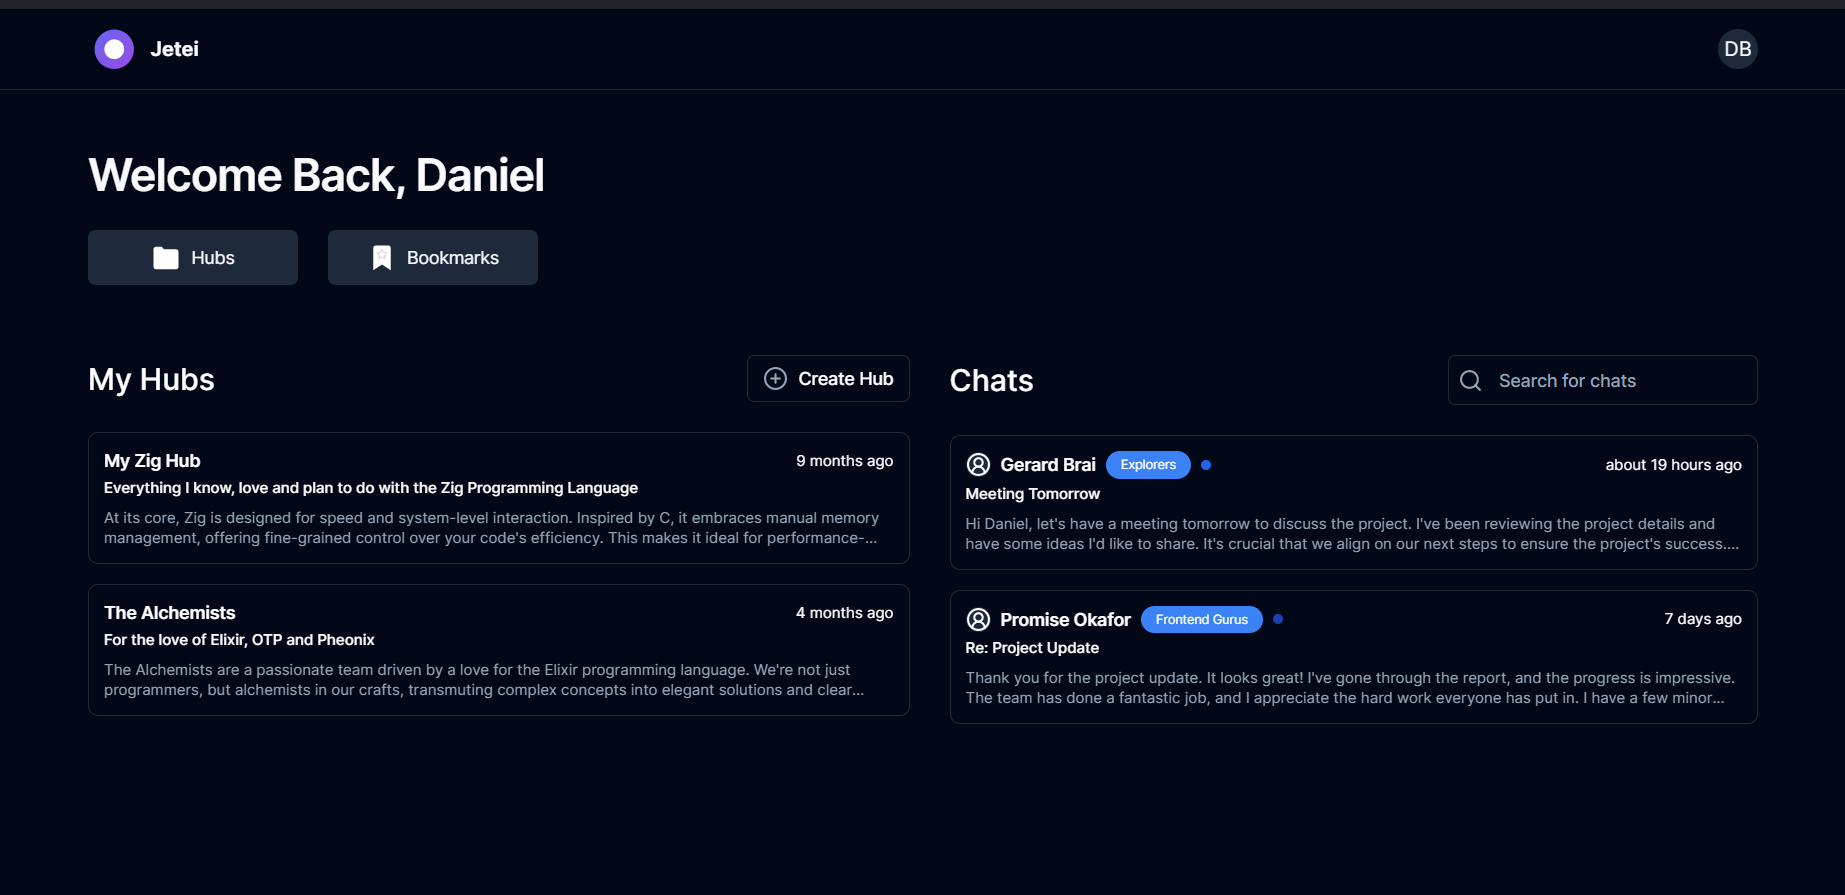 Jetei
DB
Welcome Back, Daniel
Hubs
Bookmarks
My Hubs
Create Hub
My Zig Hub
9 months ago
Everything I know, love and plan to do with the Zig Programming Language
At its core, Zig is designed for speed and system-level interaction. Inspired by C, it embraces manual memory
management, offering fine-grained control over your code's efficiency. This makes it ideal for performance-...
The Alchemists
4 months ago
For the love of Elixir, OTP and Pheonix
The Alchemists are a passionate team driven by a love for the Elixir programming language. We're not just
programmers, but alchemists in our crafts, transmuting complex concepts into elegant solutions and clear...
Chats
Search for chats
Gerard Brai
Explorers
about 19 hours ago
Meeting Tomorrow
Hi Daniel, let's have a meeting tomorrow to discuss the project. I've been reviewing the project details and
have some ideas I'd like to share. It's crucial that we align on our next steps to ensure the project's success....
Promise Okafor
Frontend Gurus
7 days ago
Re: Project Update
Thank you for the project update. It looks great! I've gone through the report, and the progress is impressive.
The team has done a fantastic job, and I appreciate the hard work everyone has put in. I have a few minor...